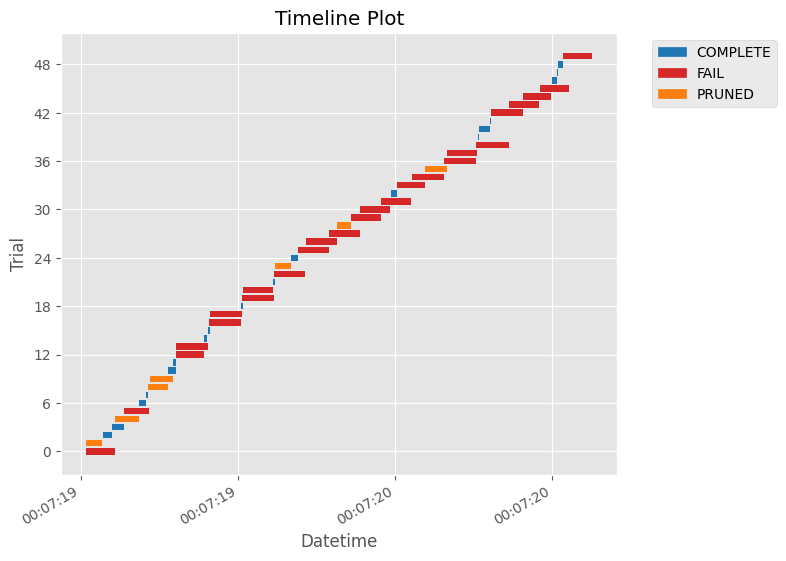 Timeline Plot
COMPLETE
FAIL
PRUNED
48
42
36
30
24
18
12
6
0
Trial
00:07:19
00:07:19
00:07:20
00:07:20
Datetime